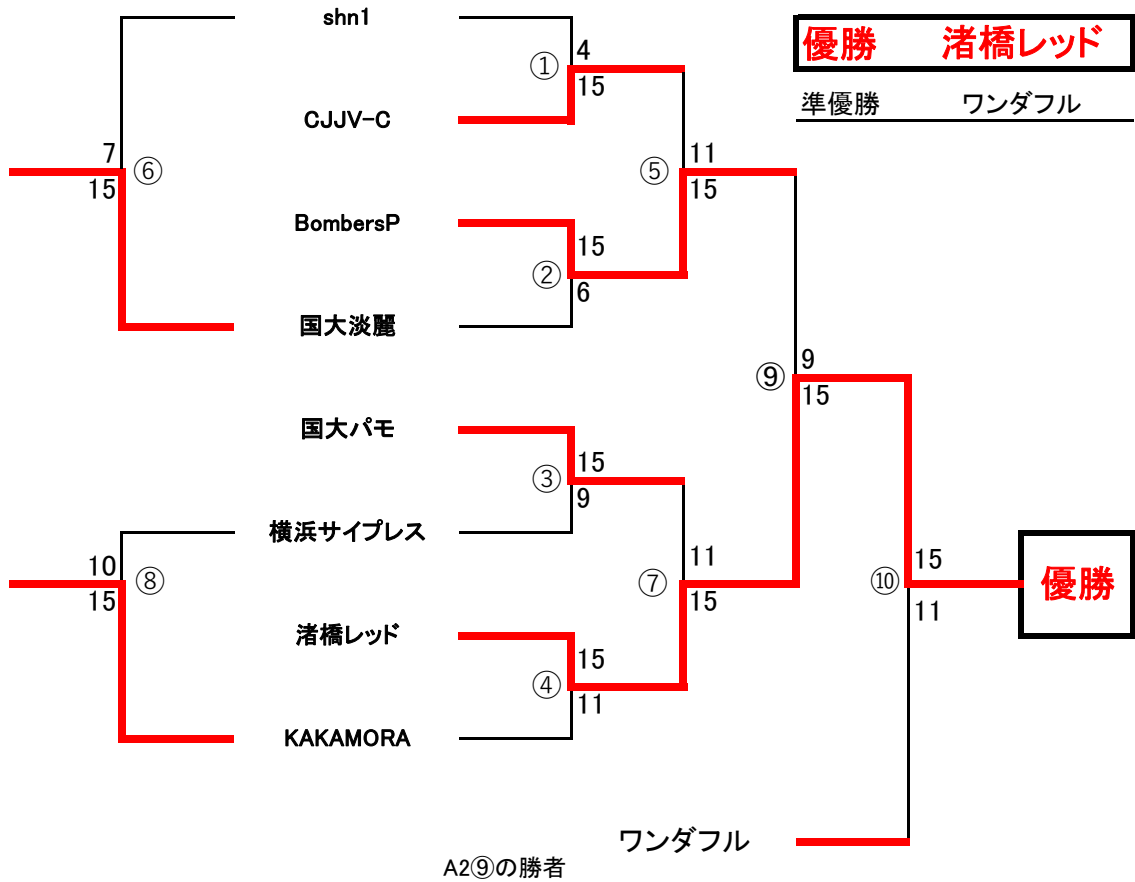 shn1
優勝 渚橋レッド
4
①
15
準優勝 ワンダフル
CJJV-C
7
⑥
15
11
⑤
15
BombersP
15
②
6
国大淡麗
9
⑨
15
国大パモ
15
③
9
横浜サイプレス
10
⑧
15
11
⑦
15
15
⑩
11
優勝
渚橋レッド
15
④
11
KAKAMORA
ワンダフル
A2⑨の勝者